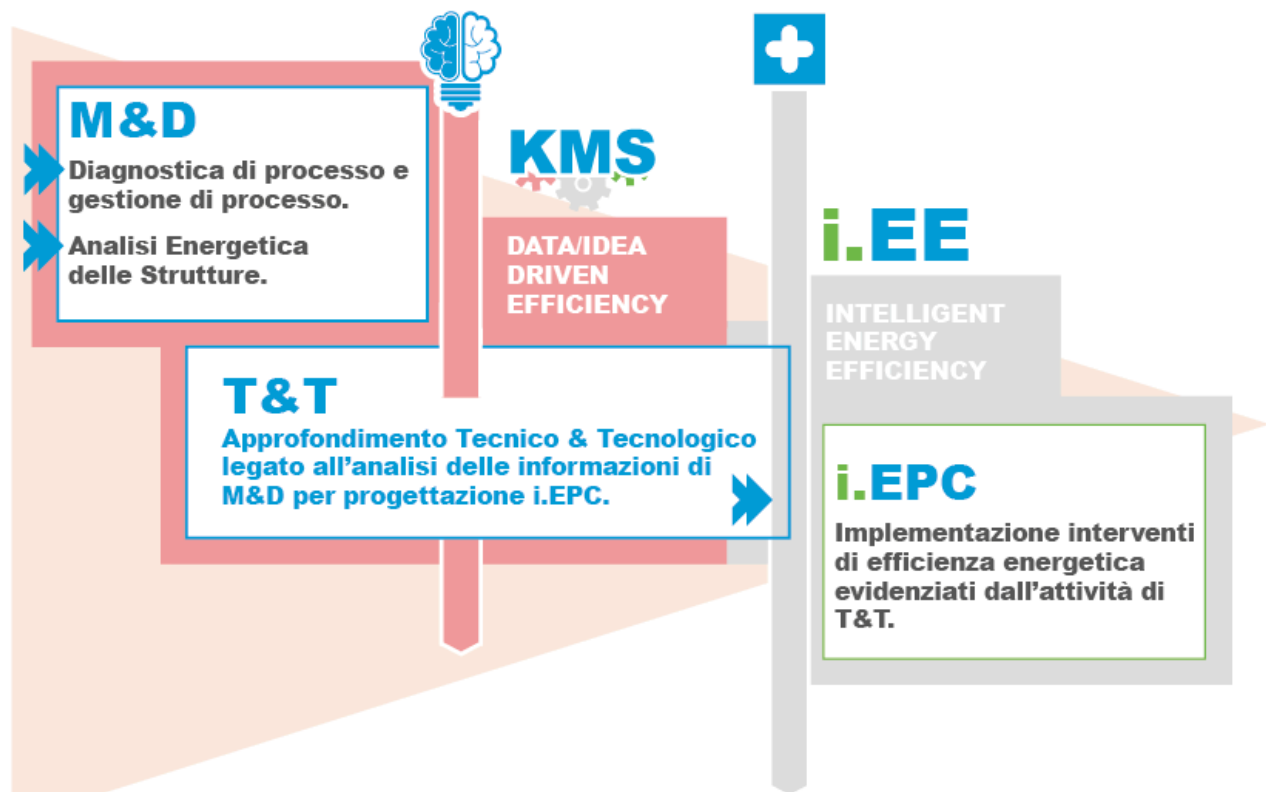 M&D
Diagnostica di processo e
gestione di processo.
Analisi Energetica
delle Strutture.
KMS
DATA/IDEA
DRIVEN
EFFICIENCY
T&T
Approfondimento Tecnico & Tecnologico
legato all’analisi delle informazioni di
M&D per progettazione i.EPC.
i.EE
INTELLIGENT
ENERGY
EFFICIENCY
i.EPC
Implementazione interventi
di efficienza energetica
evidenziati dall’attività di
T&T.